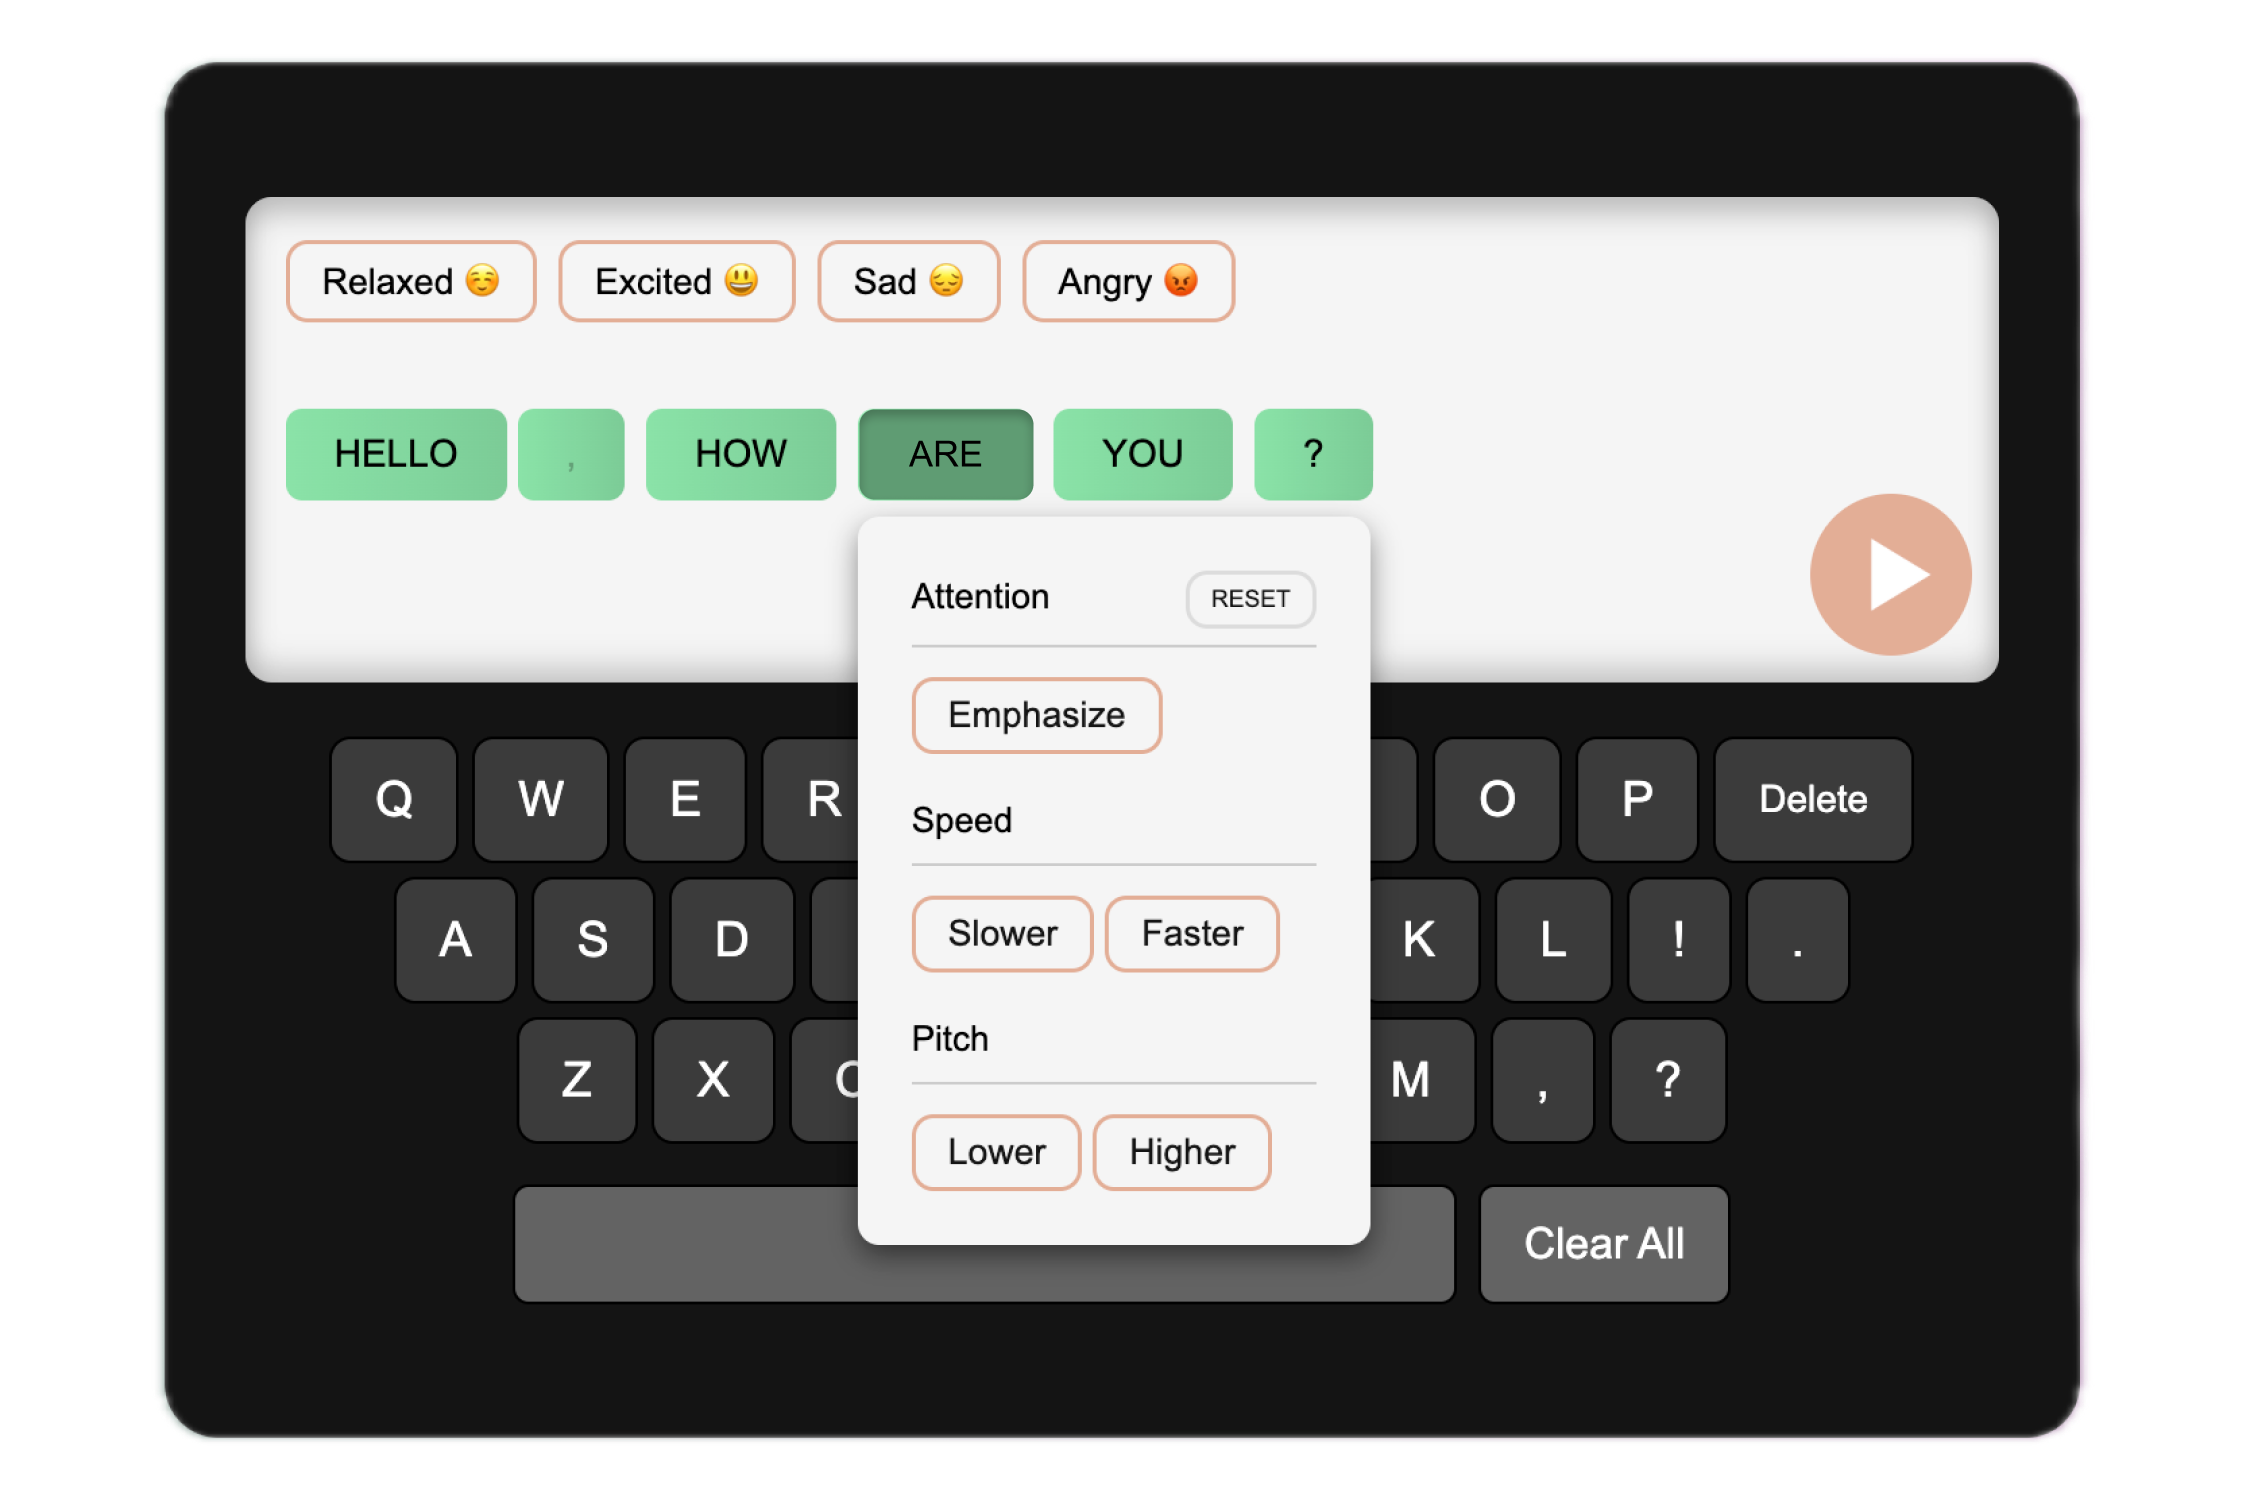 Relaxed ☺️ Excited 😃 Sad 😔 Angry 😡
HELLO , HOW ARE YOU ?
Attention RESET
Emphasize
Speed
Slower Faster
Pitch
Lower Higher
Q W E R O P Delete
A S D K L ! .
Z X C M , ?
Clear All